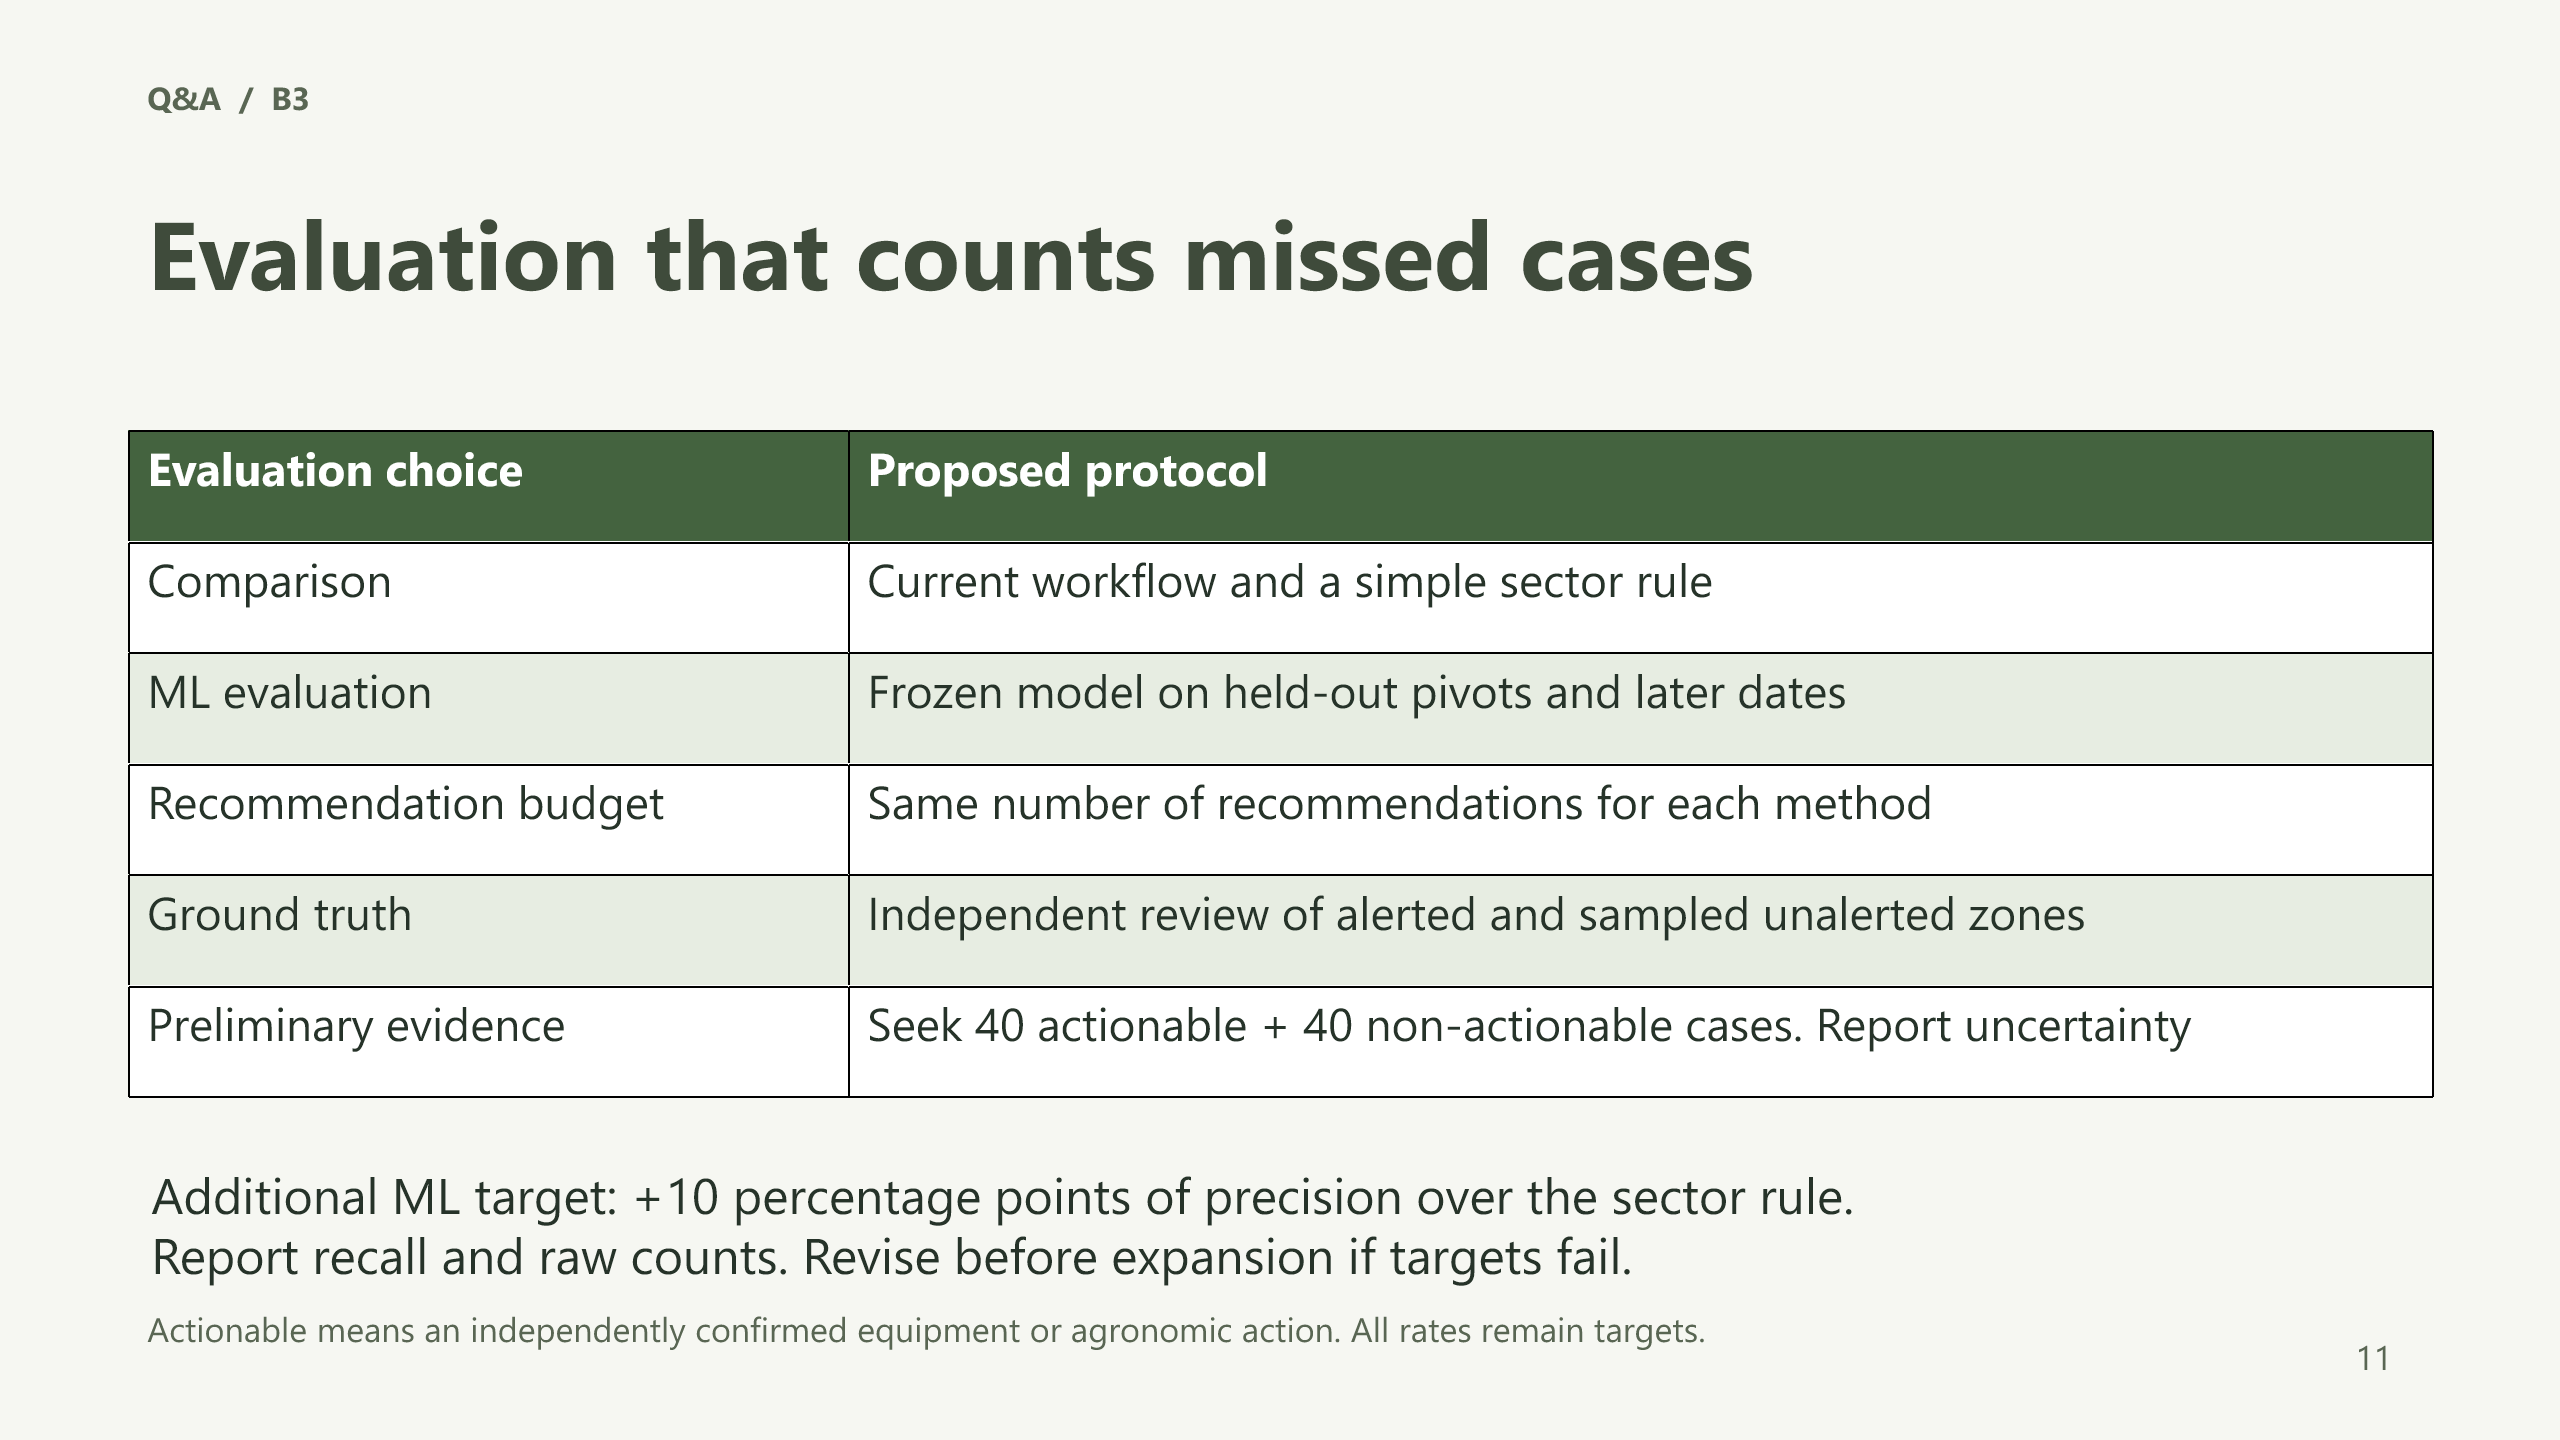 Q&A / B3
Evaluation that counts missed cases
Evaluation choice
Proposed protocol
Comparison
Current workflow and a simple sector rule
ML evaluation
Frozen model on held-out pivots and later dates
Recommendation budget
Same number of recommendations for each method
Ground truth
Independent review of alerted and sampled unalerted zones
Preliminary evidence
Seek 40 actionable + 40 non-actionable cases. Report uncertainty
Additional ML target: +10 percentage points of precision over the sector rule.
Report recall and raw counts. Revise before expansion if targets fail.
Actionable means an independently confirmed equipment or agronomic action. All rates remain targets.
11